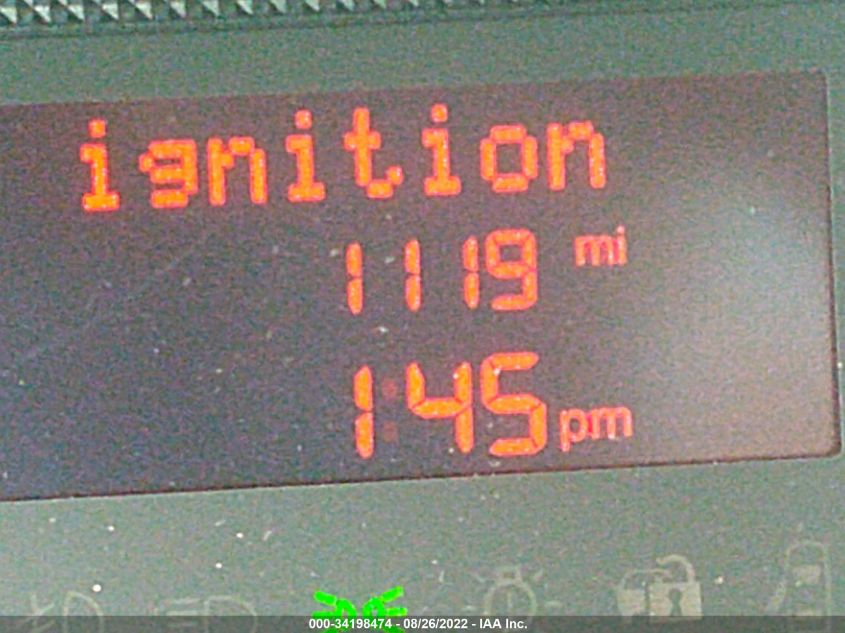 ignition
1119 mi
1:45 pm
000-34198474 - 08/26/2022 - IAA Inc.